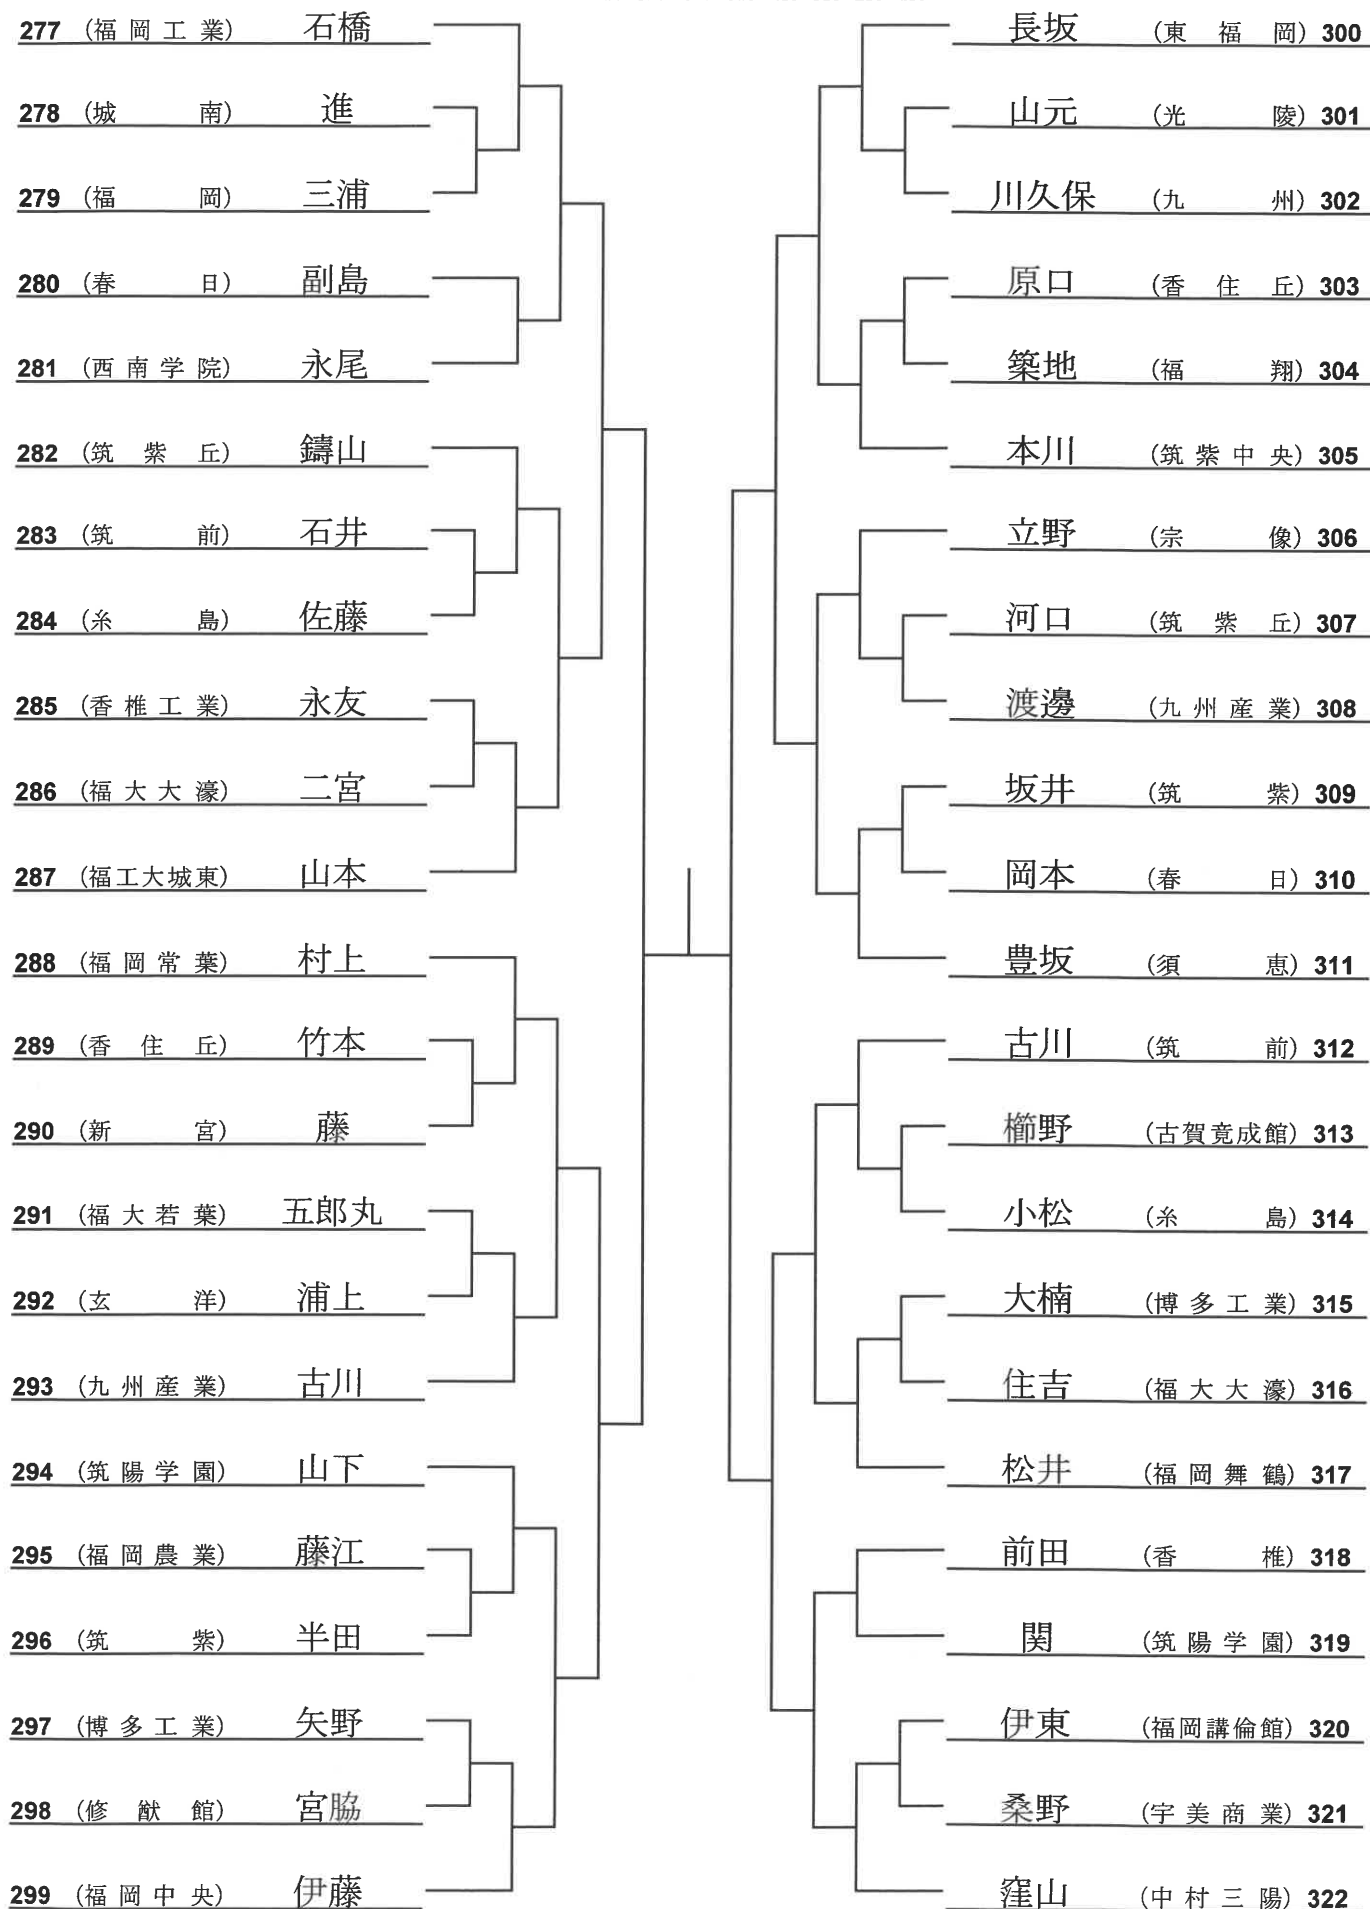 277 (福岡工業) 石橋
278 (城南) 進
279 (福岡) 三浦
280 (春日) 副島
281 (西南学院) 永尾
282 (筑紫丘) 鑄山
283 (筑前) 石井
284 (糸島) 佐藤
285 (香椎工業) 永友
286 (福大大濠) 二宮
287 (福工大城東) 山本
288 (福岡常葉) 村上
289 (香住丘) 竹本
290 (新宮) 藤
291 (福大若葉) 五郎丸
292 (玄洋) 浦上
293 (九州産業) 古川
294 (筑陽学園) 山下
295 (福岡農業) 藤江
296 (筑紫) 半田
297 (博多工業) 矢野
298 (修猷館) 宮脇
299 (福岡中央) 伊藤
長坂 (東福岡) 300
山元 (光陵) 301
川久保 (九州) 302
原口 (香住丘) 303
築地 (福翔) 304
本川 (筑紫中央) 305
立野 (宗像) 306
河口 (筑紫丘) 307
渡邊 (九州産業) 308
坂井 (筑紫) 309
岡本 (春日) 310
豊坂 (須恵) 311
古川 (筑前) 312
櫛野 (古賀竟成館) 313
小松 (糸島) 314
大楠 (博多工業) 315
住吉 (福大大濠) 316
松井 (福岡舞鶴) 317
前田 (香椎) 318
関 (筑陽学園) 319
伊東 (福岡講倫館) 320
桑野 (宇美商業) 321
窪山 (中村三陽) 322